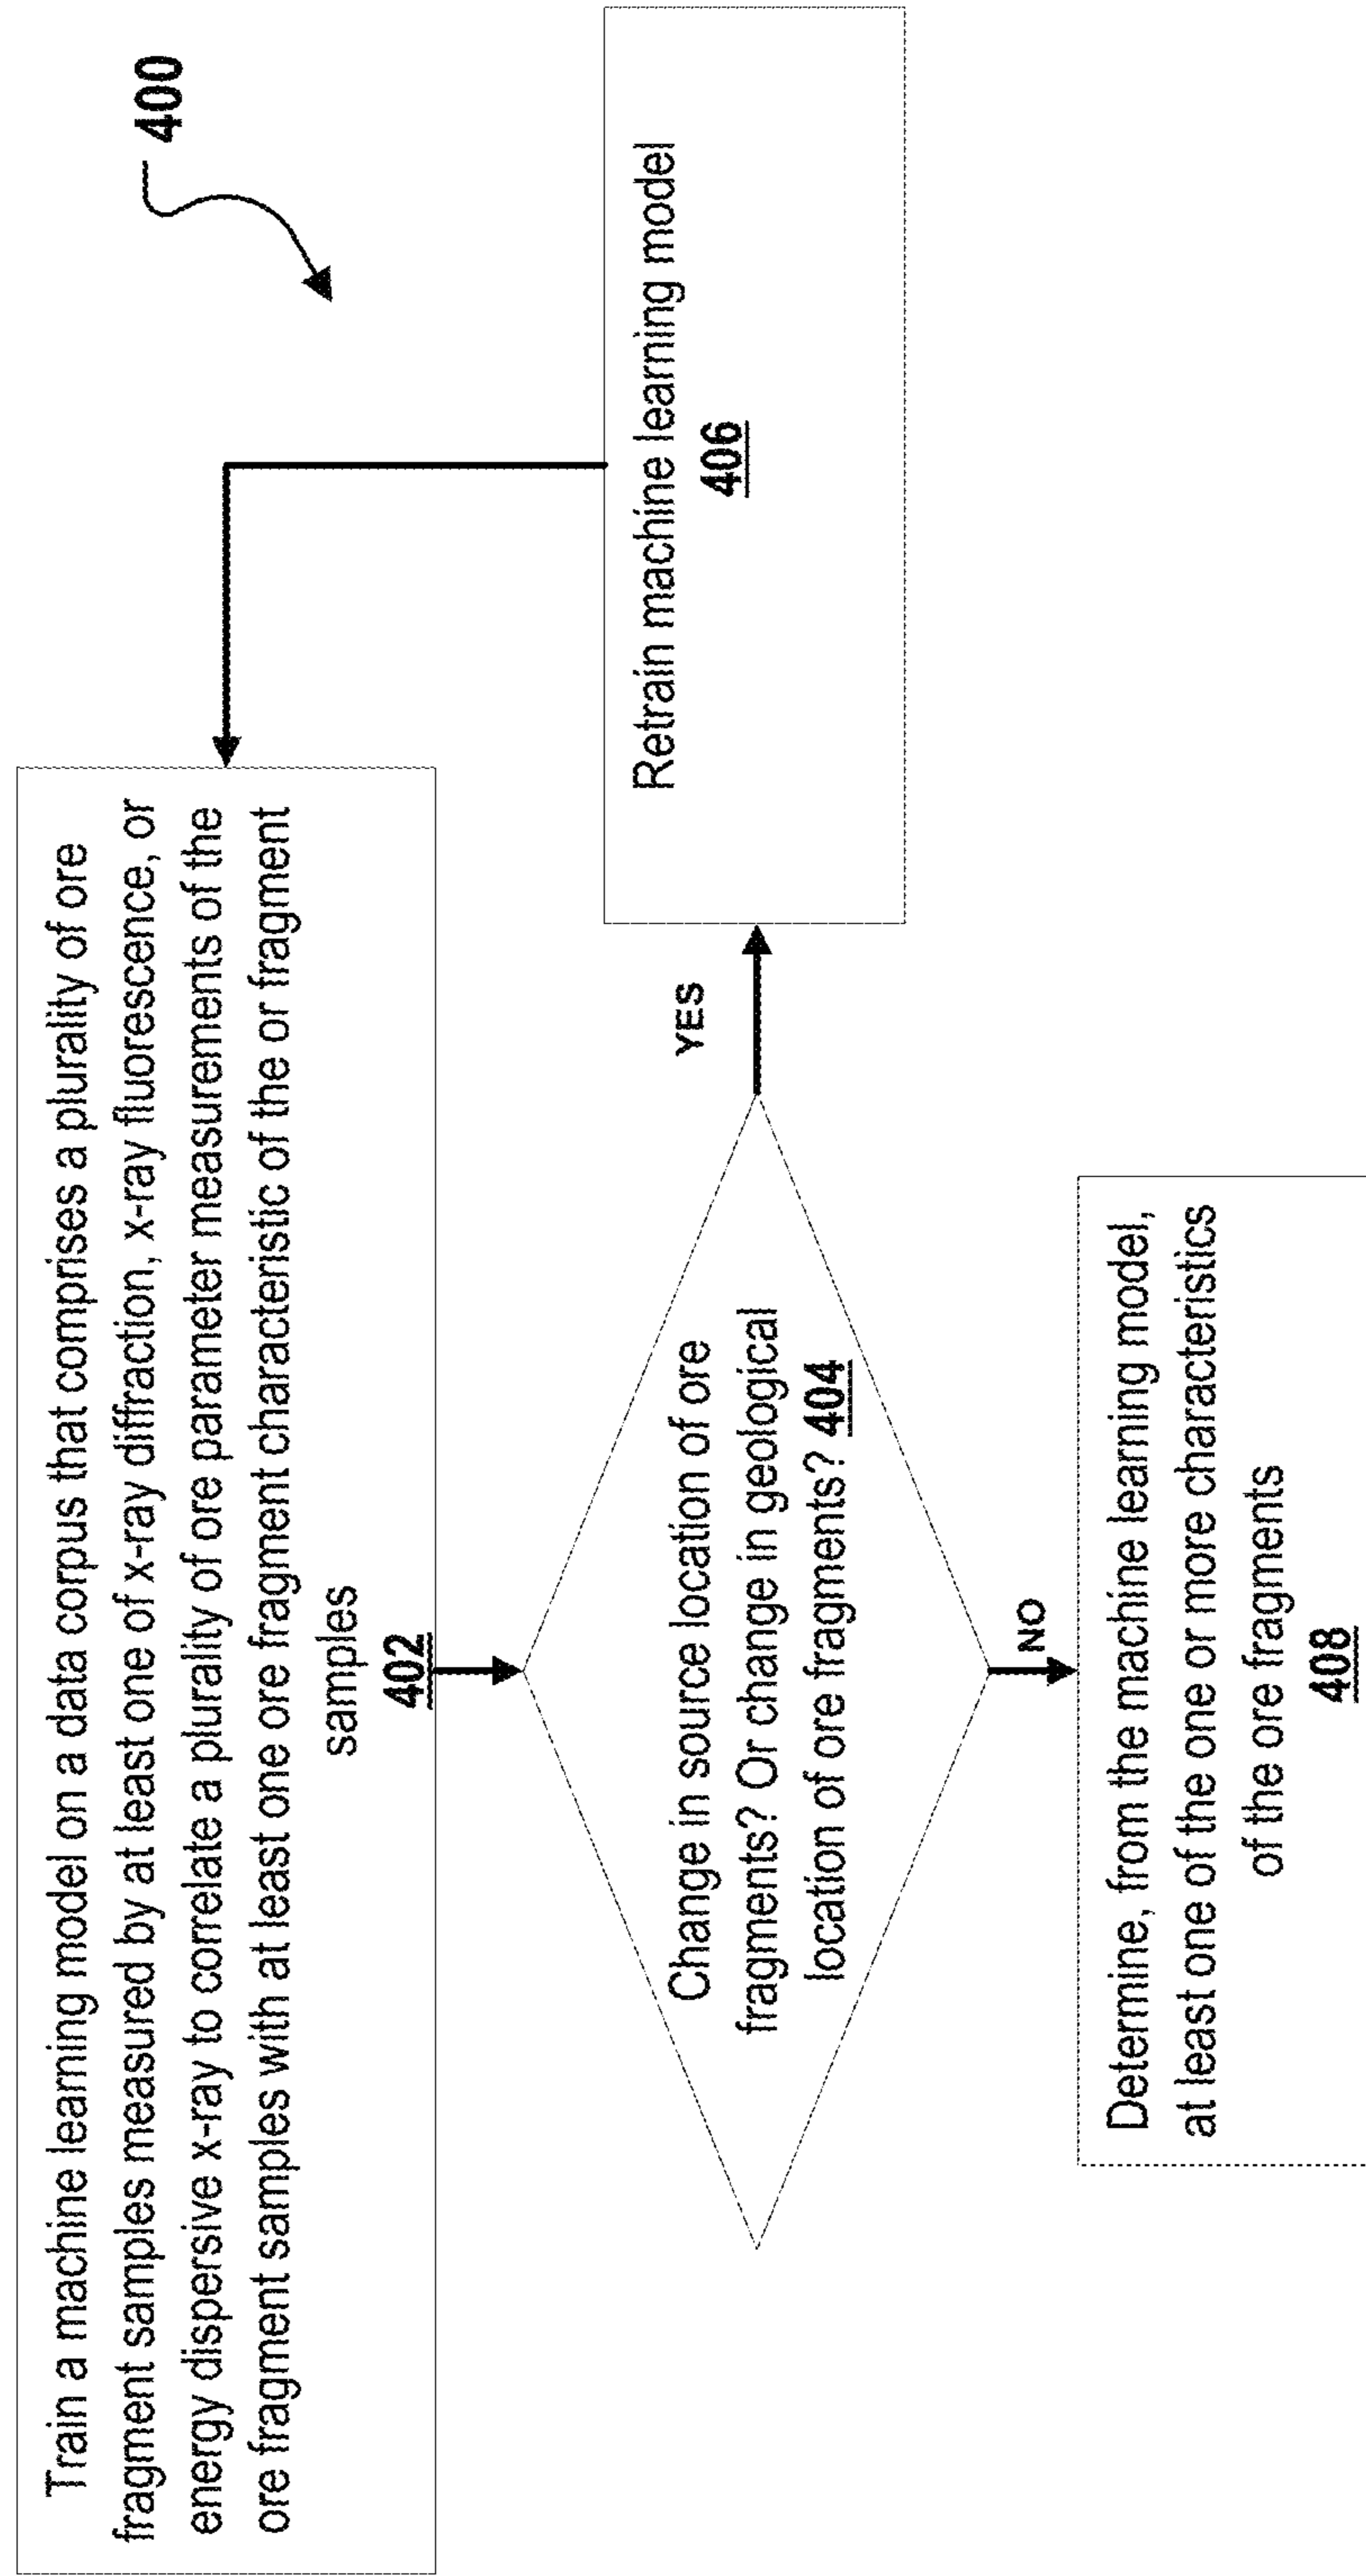 400
Train a machine learning model on a data corpus that comprises a plurality of ore
fragment samples measured by at least one of x-ray diffraction, x-ray fluorescence, or
energy dispersive x-ray to correlate a plurality of ore parameter measurements of the
ore fragment samples with at least one ore fragment characteristic of the or fragment
samples
402
Change in source location of ore
fragments? Or change in geological
location of ore fragments? 404
YES
Retrain machine learning model
406
NO
Determine, from the machine learning model,
at least one of the one or more characteristics
of the ore fragments
408